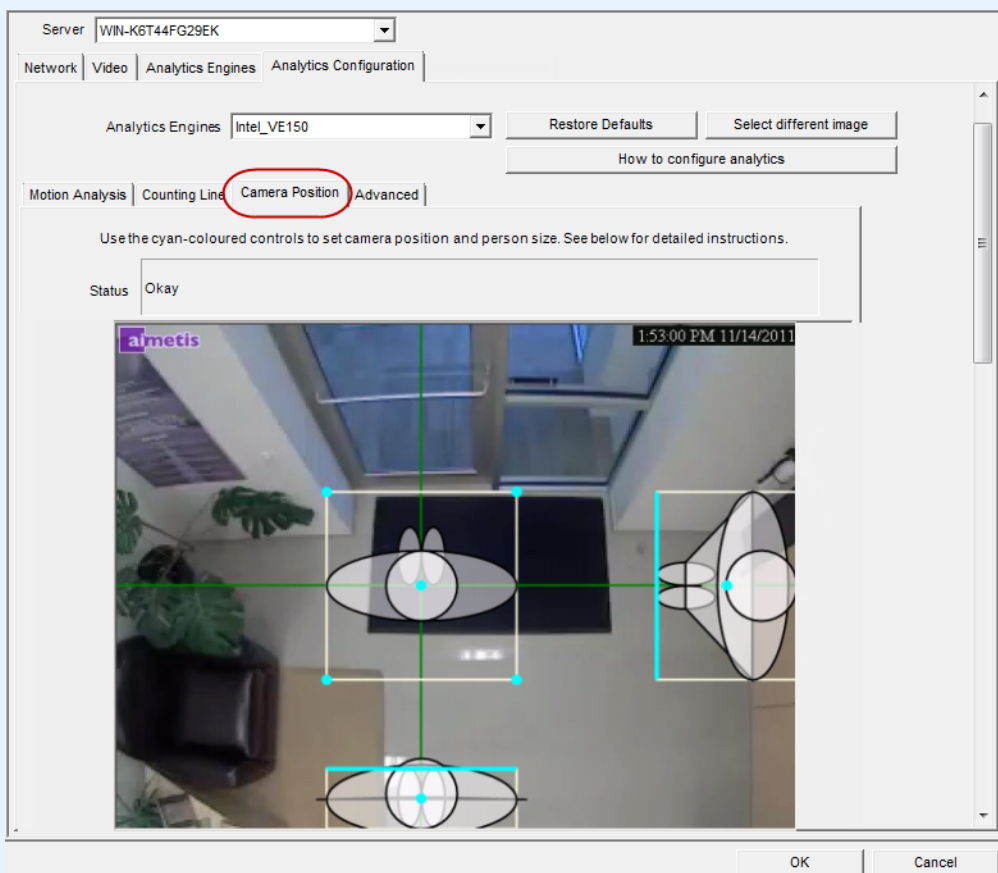 Server WIN-K6T44FG29EK
Network Video Analytics Engines Analytics Configuration
Analytics Engines Intel_VE150 Restore Defaults Select different image
How to configure analytics
Motion Analysis Counting Line Camera Position Advanced
Use the cyan-coloured controls to set camera position and person size. See below for detailed instructions.
Status Okay
aimetis 1:53:00 PM 11/14/2011
OK Cancel